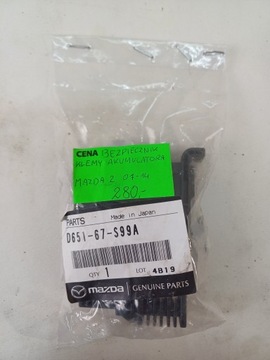 CENA BEZPIECZNIK
KLEMY AKUMULATORA
MAZDA 2 07-14
280.-
PARTS Made in Japan
D651-67-S99A
QTY 1 LOT 4B19
mazda GENUINE PARTS